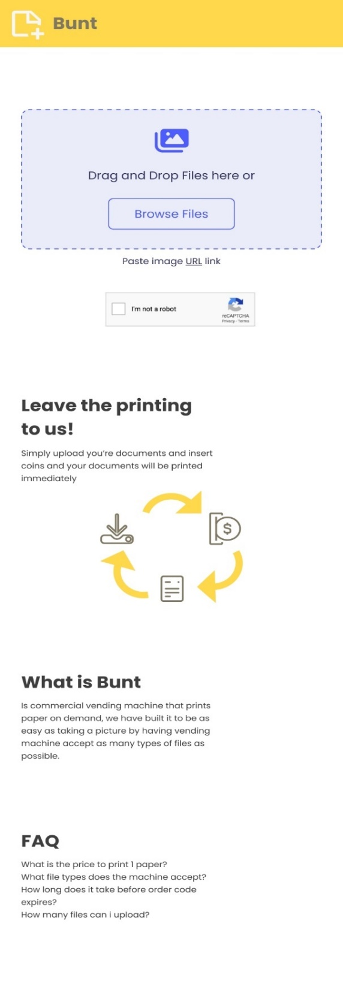 Bunt
Drag and Drop Files here or
Browse Files
Paste image URL link
I'm not a robot
reCAPTCHA
Privacy - Terms
Leave the printing
to us!
Simply upload you're documents and insert
coins and your documents will be printed
immediately
$
What is Bunt
Is commercial vending machine that prints
paper on demand, we have built it to be as
easy as taking a picture by having vending
machine accept as many types of files as
possible.
FAQ
What is the price to print 1 paper?
What file types does the machine accept?
How long does it take before order code
expires?
How many files can i upload?